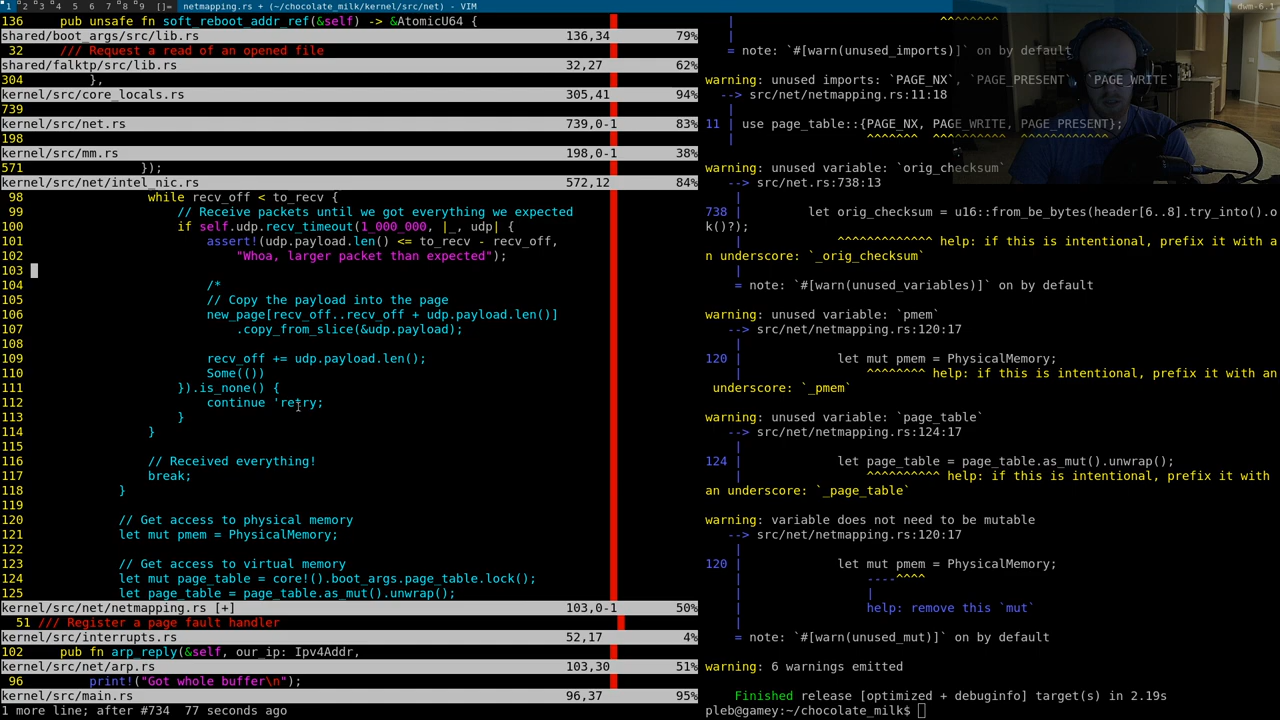 1 2 3 4 5 6 7 8 9 []= netmapping.rs + (~/chocolate_milk/kernel/src/net) - VIM dwm-6.1
136     pub unsafe fn soft_reboot_addr_ref(&self) -> &AtomicU64 {
shared/boot_args/src/lib.rs 136,34 79%
32     /// Request a read of an opened file
shared/falktp/src/lib.rs 32,27 62%
304         },
kernel/src/core_locals.rs 305,41 94%
739
kernel/src/net.rs 739,0-1 83%
198
kernel/src/mm.rs 198,0-1 38%
571                });
kernel/src/net/intel_nic.rs 572,12 84%
98                 while recv_off < to_recv {
99                     // Receive packets until we got everything we expected
100                     if self.udp.recv_timeout(1_000_000, |_, udp| {
101                         assert!(udp.payload.len() <= to_recv - recv_off,
102                             "Whoa, larger packet than expected");
103
104                         /*
105                         // Copy the payload into the page
106                         new_page[recv_off..recv_off + udp.payload.len()]
107                             .copy_from_slice(&udp.payload);
108
109                         recv_off += udp.payload.len();
110                         Some(())
111                     }).is_none() {
112                         continue 'retry;
113                     }
114                 }
115
116                 // Received everything!
117                 break;
118             }
119
120             // Get access to physical memory
121             let mut pmem = PhysicalMemory;
122
123             // Get access to virtual memory
124             let mut page_table = core!().boot_args.page_table.lock();
125             let page_table = page_table.as_mut().unwrap();
kernel/src/net/netmapping.rs [+] 103,0-1 50%
51 /// Register a page fault handler
kernel/src/interrupts.rs 52,17 4%
102     pub fn arp_reply(&self, our_ip: Ipv4Addr,
kernel/src/net/arp.rs 103,30 51%
96         print!("Got whole buffer\n");
kernel/src/main.rs 96,37 95%
1 more line; after #734  77 seconds ago
    |                                ^^^^^^^^^
    |
    = note: `#[warn(unused_imports)]` on by default
warning: unused imports: `PAGE_NX`, `PAGE_PRESENT`, `PAGE_WRITE`
   --> src/net/netmapping.rs:11:18
    |
11  | use page_table::{PAGE_NX, PAGE_WRITE, PAGE_PRESENT};
    |                  ^^^^^^^  ^^^^^^^^^^  ^^^^^^^^^^^^
warning: unused variable: `orig_checksum`
   --> src/net.rs:738:13
    |
738 |         let orig_checksum = u16::from_be_bytes(header[6..8].try_into().o
k()?);
    |             ^^^^^^^^^^^^^ help: if this is intentional, prefix it with a
n underscore: `_orig_checksum`
    |
    = note: `#[warn(unused_variables)]` on by default
warning: unused variable: `pmem`
   --> src/net/netmapping.rs:120:17
    |
120 |             let mut pmem = PhysicalMemory;
    |                 ^^^^^^^^ help: if this is intentional, prefix it with an
 underscore: `_pmem`
warning: unused variable: `page_table`
   --> src/net/netmapping.rs:124:17
    |
124 |             let page_table = page_table.as_mut().unwrap();
    |                 ^^^^^^^^^^ help: if this is intentional, prefix it with
an underscore: `_page_table`
warning: variable does not need to be mutable
   --> src/net/netmapping.rs:120:17
    |
120 |             let mut pmem = PhysicalMemory;
    |                 ----^^^^
    |                 |
    |                 help: remove this `mut`
    |
    = note: `#[warn(unused_mut)]` on by default
warning: 6 warnings emitted
    Finished release [optimized + debuginfo] target(s) in 2.19s
pleb@gamey:~/chocolate_milk$